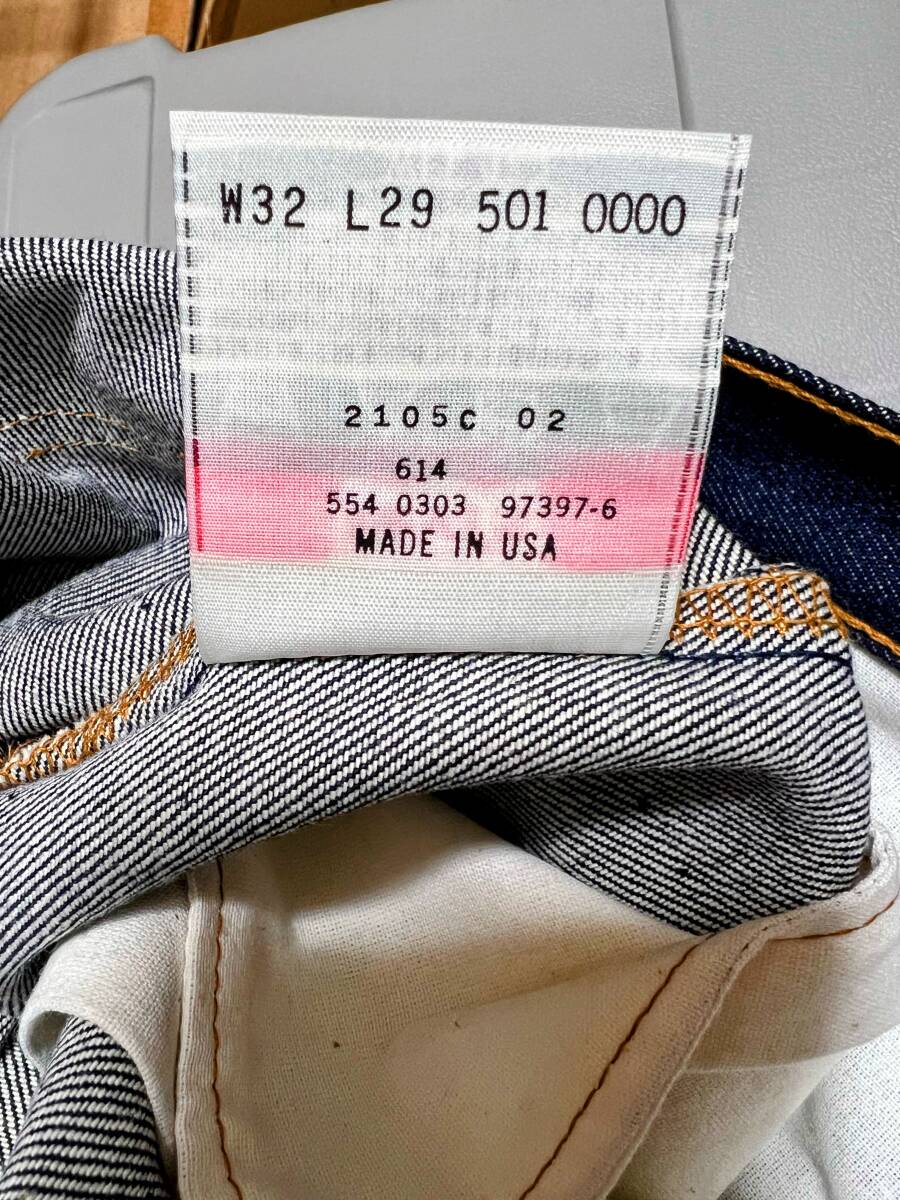 W32 L29 501 0000
2105C 02
614
554 0303 97397-6
MADE IN USA